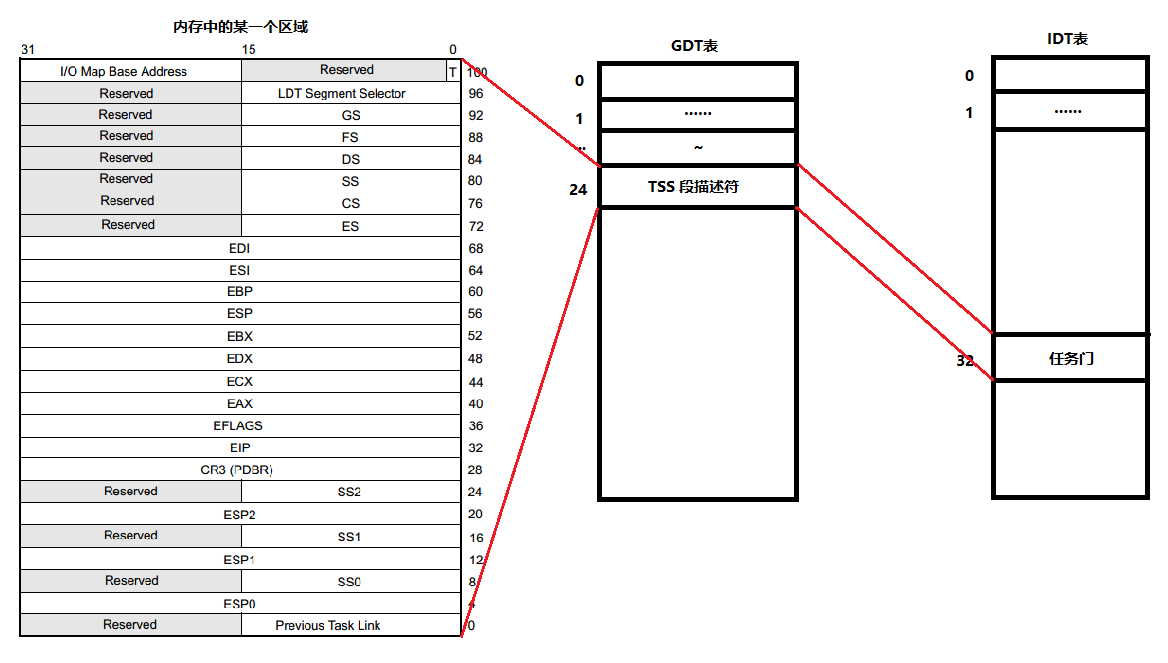 内存中的某一个区域
31 15 0
I/O Map Base Address Reserved T 100
Reserved LDT Segment Selector 96
Reserved GS 92
Reserved FS 88
Reserved DS 84
Reserved SS 80
Reserved CS 76
Reserved ES 72
EDI 68
ESI 64
EBP 60
ESP 56
EBX 52
EDX 48
ECX 44
EAX 40
EFLAGS 36
EIP 32
CR3 (PDBR) 28
Reserved SS2 24
ESP2 20
Reserved SS1 16
ESP1 12
Reserved SS0 8
ESP0 4
Reserved Previous Task Link 0
GDT表
0
1 ······
.. ~
24 TSS 段描述符
IDT表
0
1 ······
32 任务门